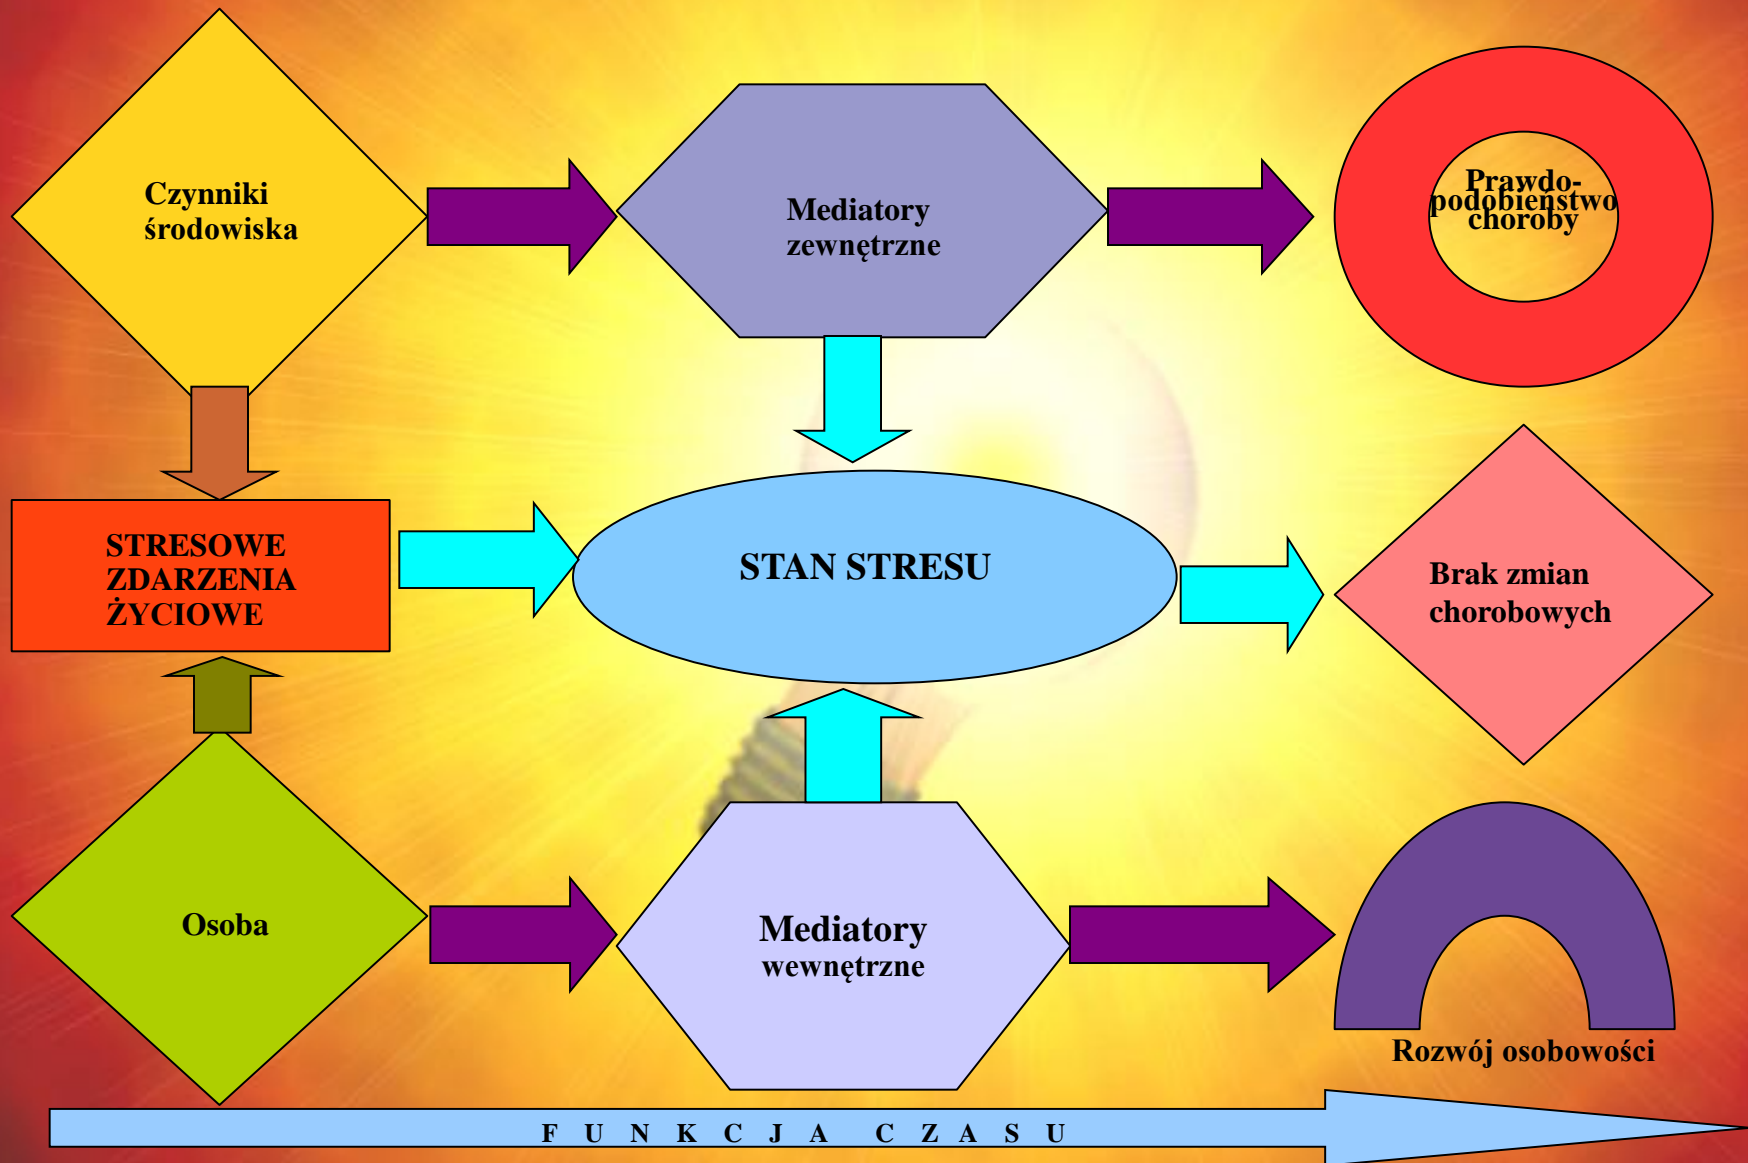 Czynniki
środowiska
Mediatory
zewnętrzne
Prawdo-
podobieństwo
choroby
STRESOWE
ZDARZENIA
ŻYCIOWE
STAN STRESU
Brak zmian
chorobowych
Osoba
Mediatory
wewnętrzne
Rozwój osobowości
F U N K C J A C Z A S U